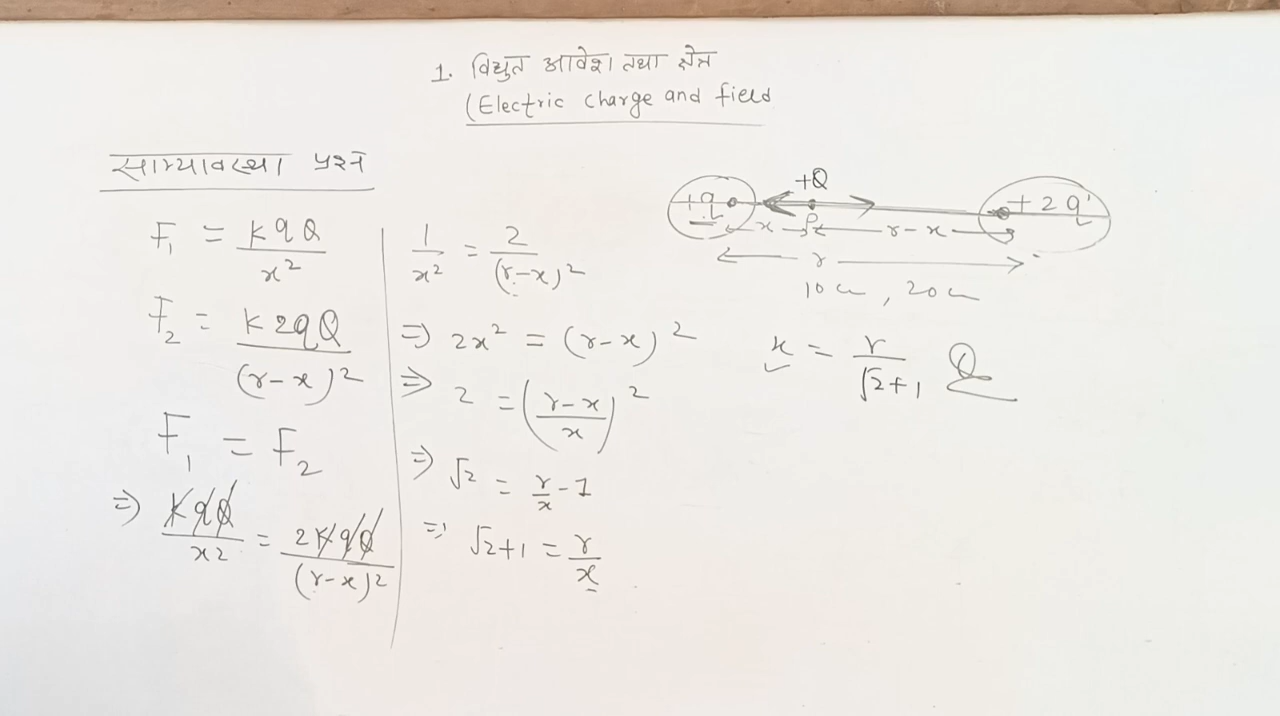 1. विद्युत आवेश तथा क्षेत्र
(Electric charge and field
साम्यावस्था प्रश्न
F₁ = kqQ/x²
F₂ = k2qQ/(r-x)²
F₁ = F₂
⇒ kqQ/x2 = 2kqQ/(r-x)²
1/x² = 2/(r-x)²
⇒ 2x² = (r-x)²
⇒ 2 = ((r-x)/x)²
⇒ √2 = r/x - 1
⇒ √2+1 = r/x
+Q
+q +2q
x P r-x
r
10cm, 20cm
x = r/(√2+1) Q